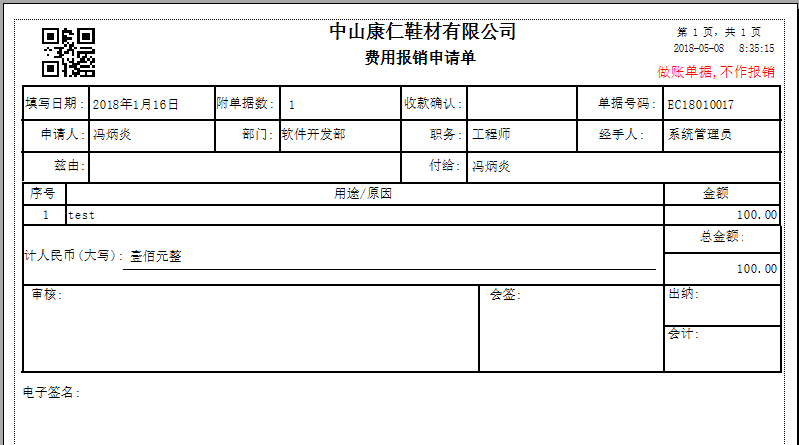 中山康仁鞋材有限公司
费用报销申请单
第 1 页, 共 1 页
2018-05-08 8:35:15
做账单据,不作报销
填写日期: 2018年1月16日 附单据数: 1 收款确认: 单据号码: EC18010017
申请人: 冯炳炎 部门: 软件开发部 职务: 工程师 经手人: 系统管理员
兹由: 付给: 冯炳炎
序号 用途/原因 金额
1 test 100.00
总金额:
计人民币(大写): 壹佰元整
100.00
审核: 会签: 出纳:
会计:
电子签名: